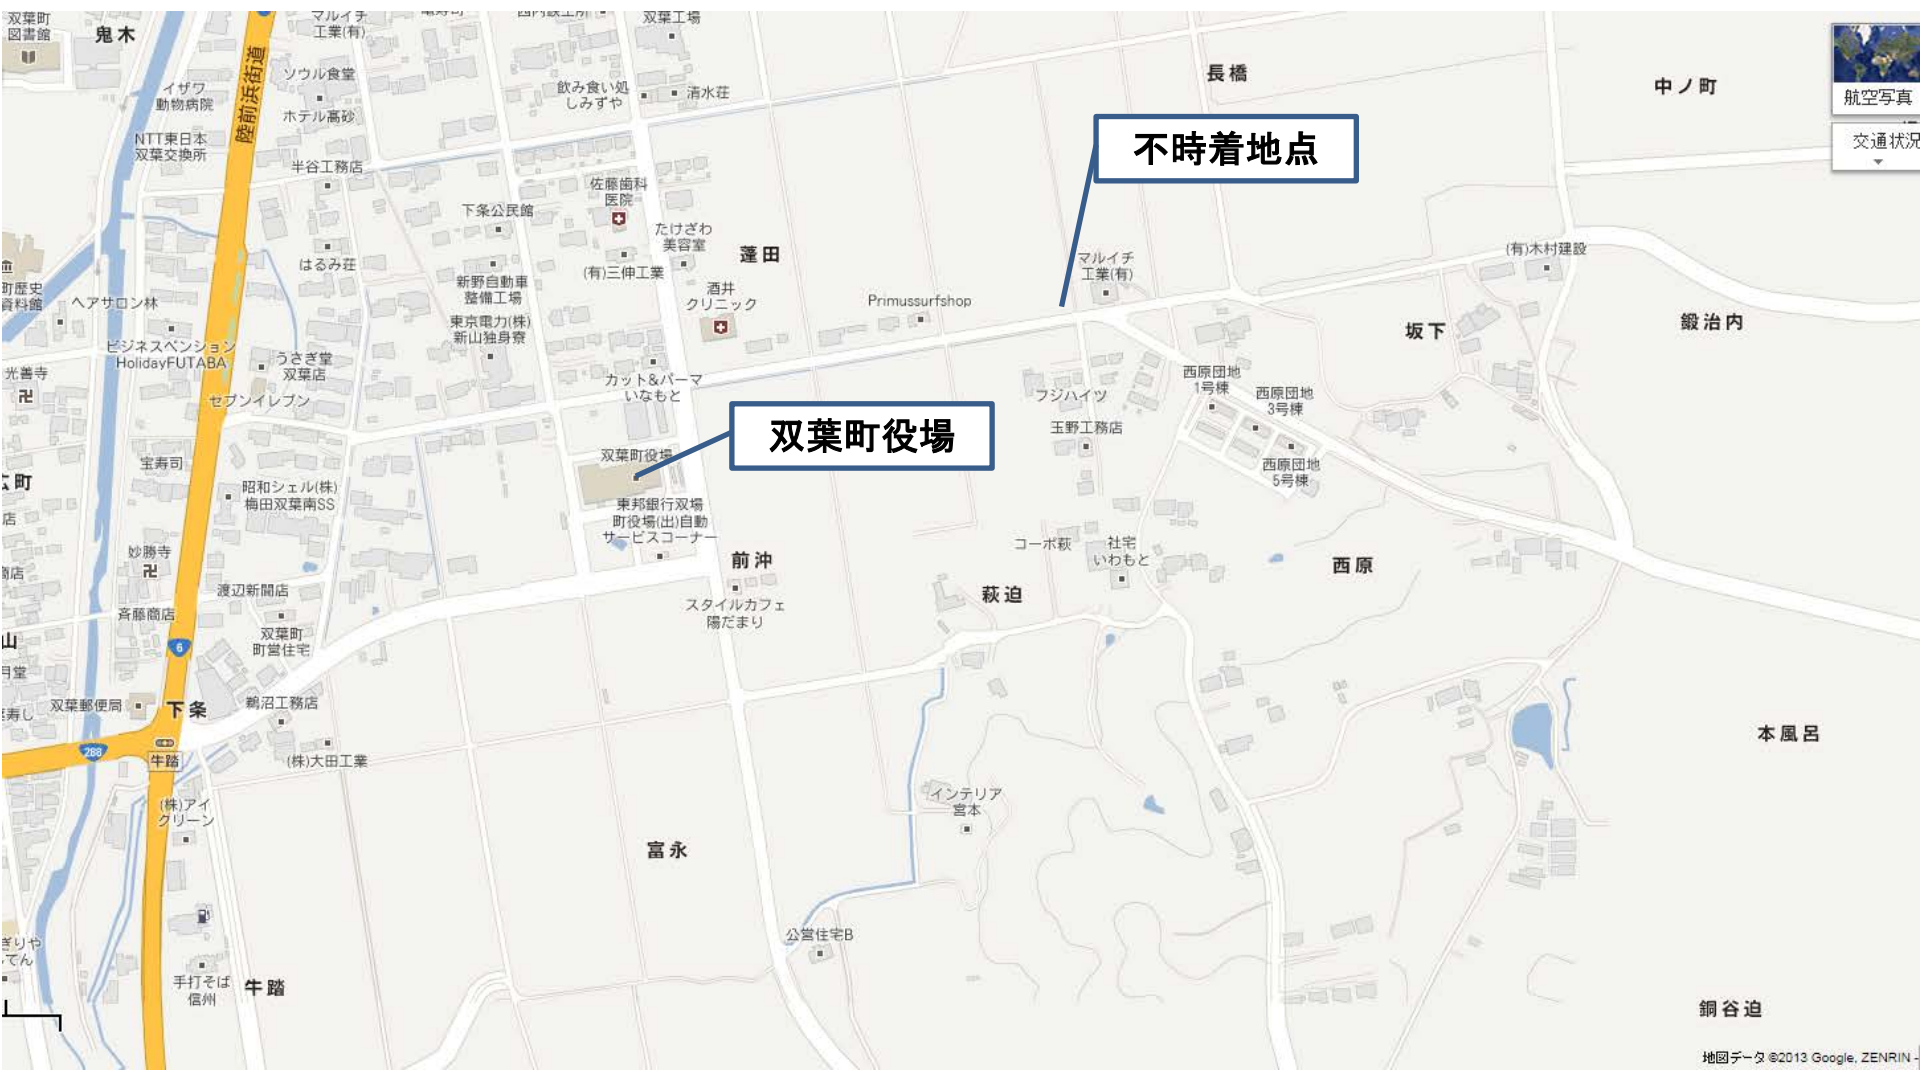 双葉町
図書館
鬼木
マルイチ
工業(有)
双葉工場
ソウル食堂
イザワ
動物病院
ホテル高砂
陸前浜街道
飲み食い処
しみずや
清水荘
長橋
中ノ町
航空写真
交通状況
NTT東日本
双葉交換所
半谷工務店
不時着地点
佐藤歯科
医院
下条公民館
たけざわ
美容室
蓬田
はるみ荘
(有)三伸工業
新野自動車
整備工場
酒井
クリニック
マルイチ
工業(有)
(有)木村建設
町歴史
資料館
ヘアサロン林
Primussurfshop
東京電力(株)
新山独身寮
坂下
鍛治内
ビジネスペンション
HolidayFUTABA
うさぎ堂
双葉店
光善寺
カット&パーマ
いなもと
西原団地
1号棟
西原団地
3号棟
フジハイツ
セブンイレブン
玉野工務店
双葉町役場
双葉町役場
宝寿司
西原団地
5号棟
広町
昭和シェル(株)
梅田双葉南SS
東邦銀行双場
町役場(出)自動
サービスコーナー
店
前沖
コーポ萩
社宅
いわもと
西原
妙勝寺
商店
渡辺新聞店
萩迫
スタイルカフェ
陽だまり
斉藤商店
双葉町
町営住宅
山
6
月堂
双葉郵便局
下条
鵜沼工務店
寿し
本風呂
288
牛踏
(株)大田工業
(株)アイ
クリーン
インテリア
宮本
富永
公営住宅B
ぎりや
てん
手打そば
信州
牛踏
銅谷迫
地図データ ©2013 Google, ZENRIN -